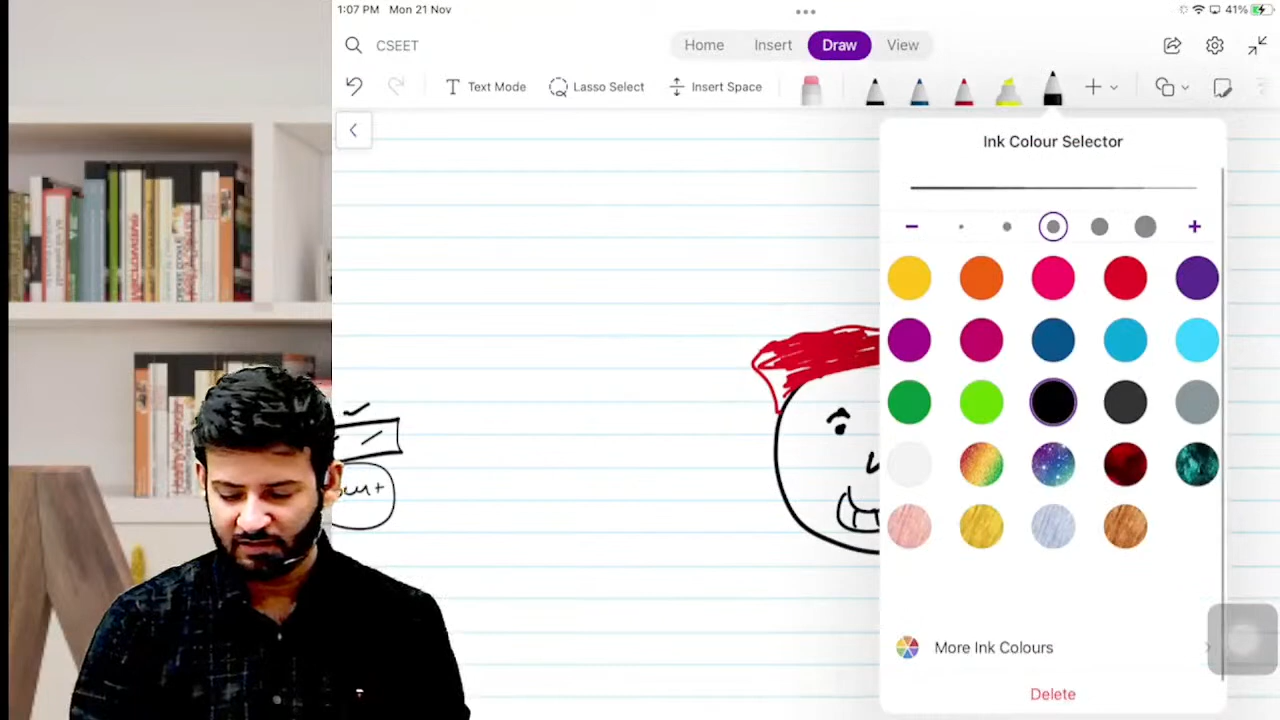 1:07 PM Mon 21 Nov
41%
CSEET
Home Insert Draw View
Text Mode Lasso Select Insert Space
Ink Colour Selector
More Ink Colours
Delete